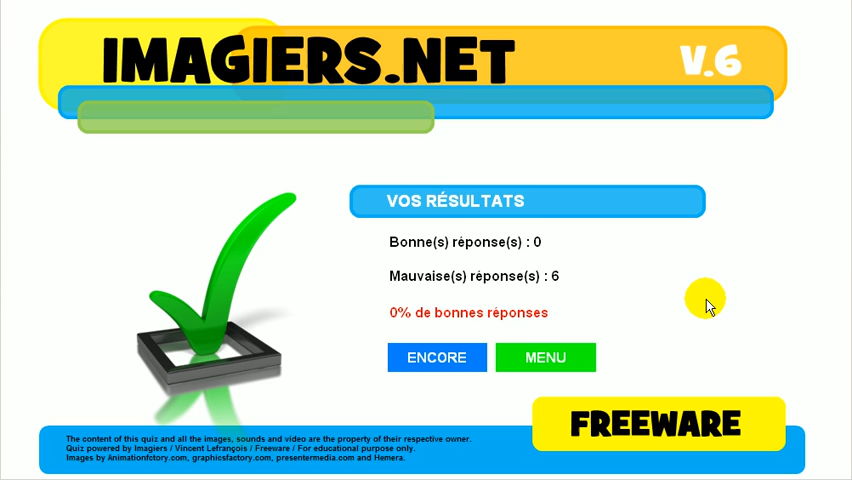 IMAGIERS.NET
V.6
VOS RÉSULTATS
Bonne(s) réponse(s) : 0
Mauvaise(s) réponse(s) : 6
0% de bonnes réponses
ENCORE
MENU
FREEWARE
The content of this quiz and all the images, sounds and video are the property of their respective owner.
Quiz powered by Imagiers / Vincent Lefrançois / Freeware / For educational purpose only.
Images by Animationfctory.com, graphicsfactory.com, presentermedia.com and Hemera.